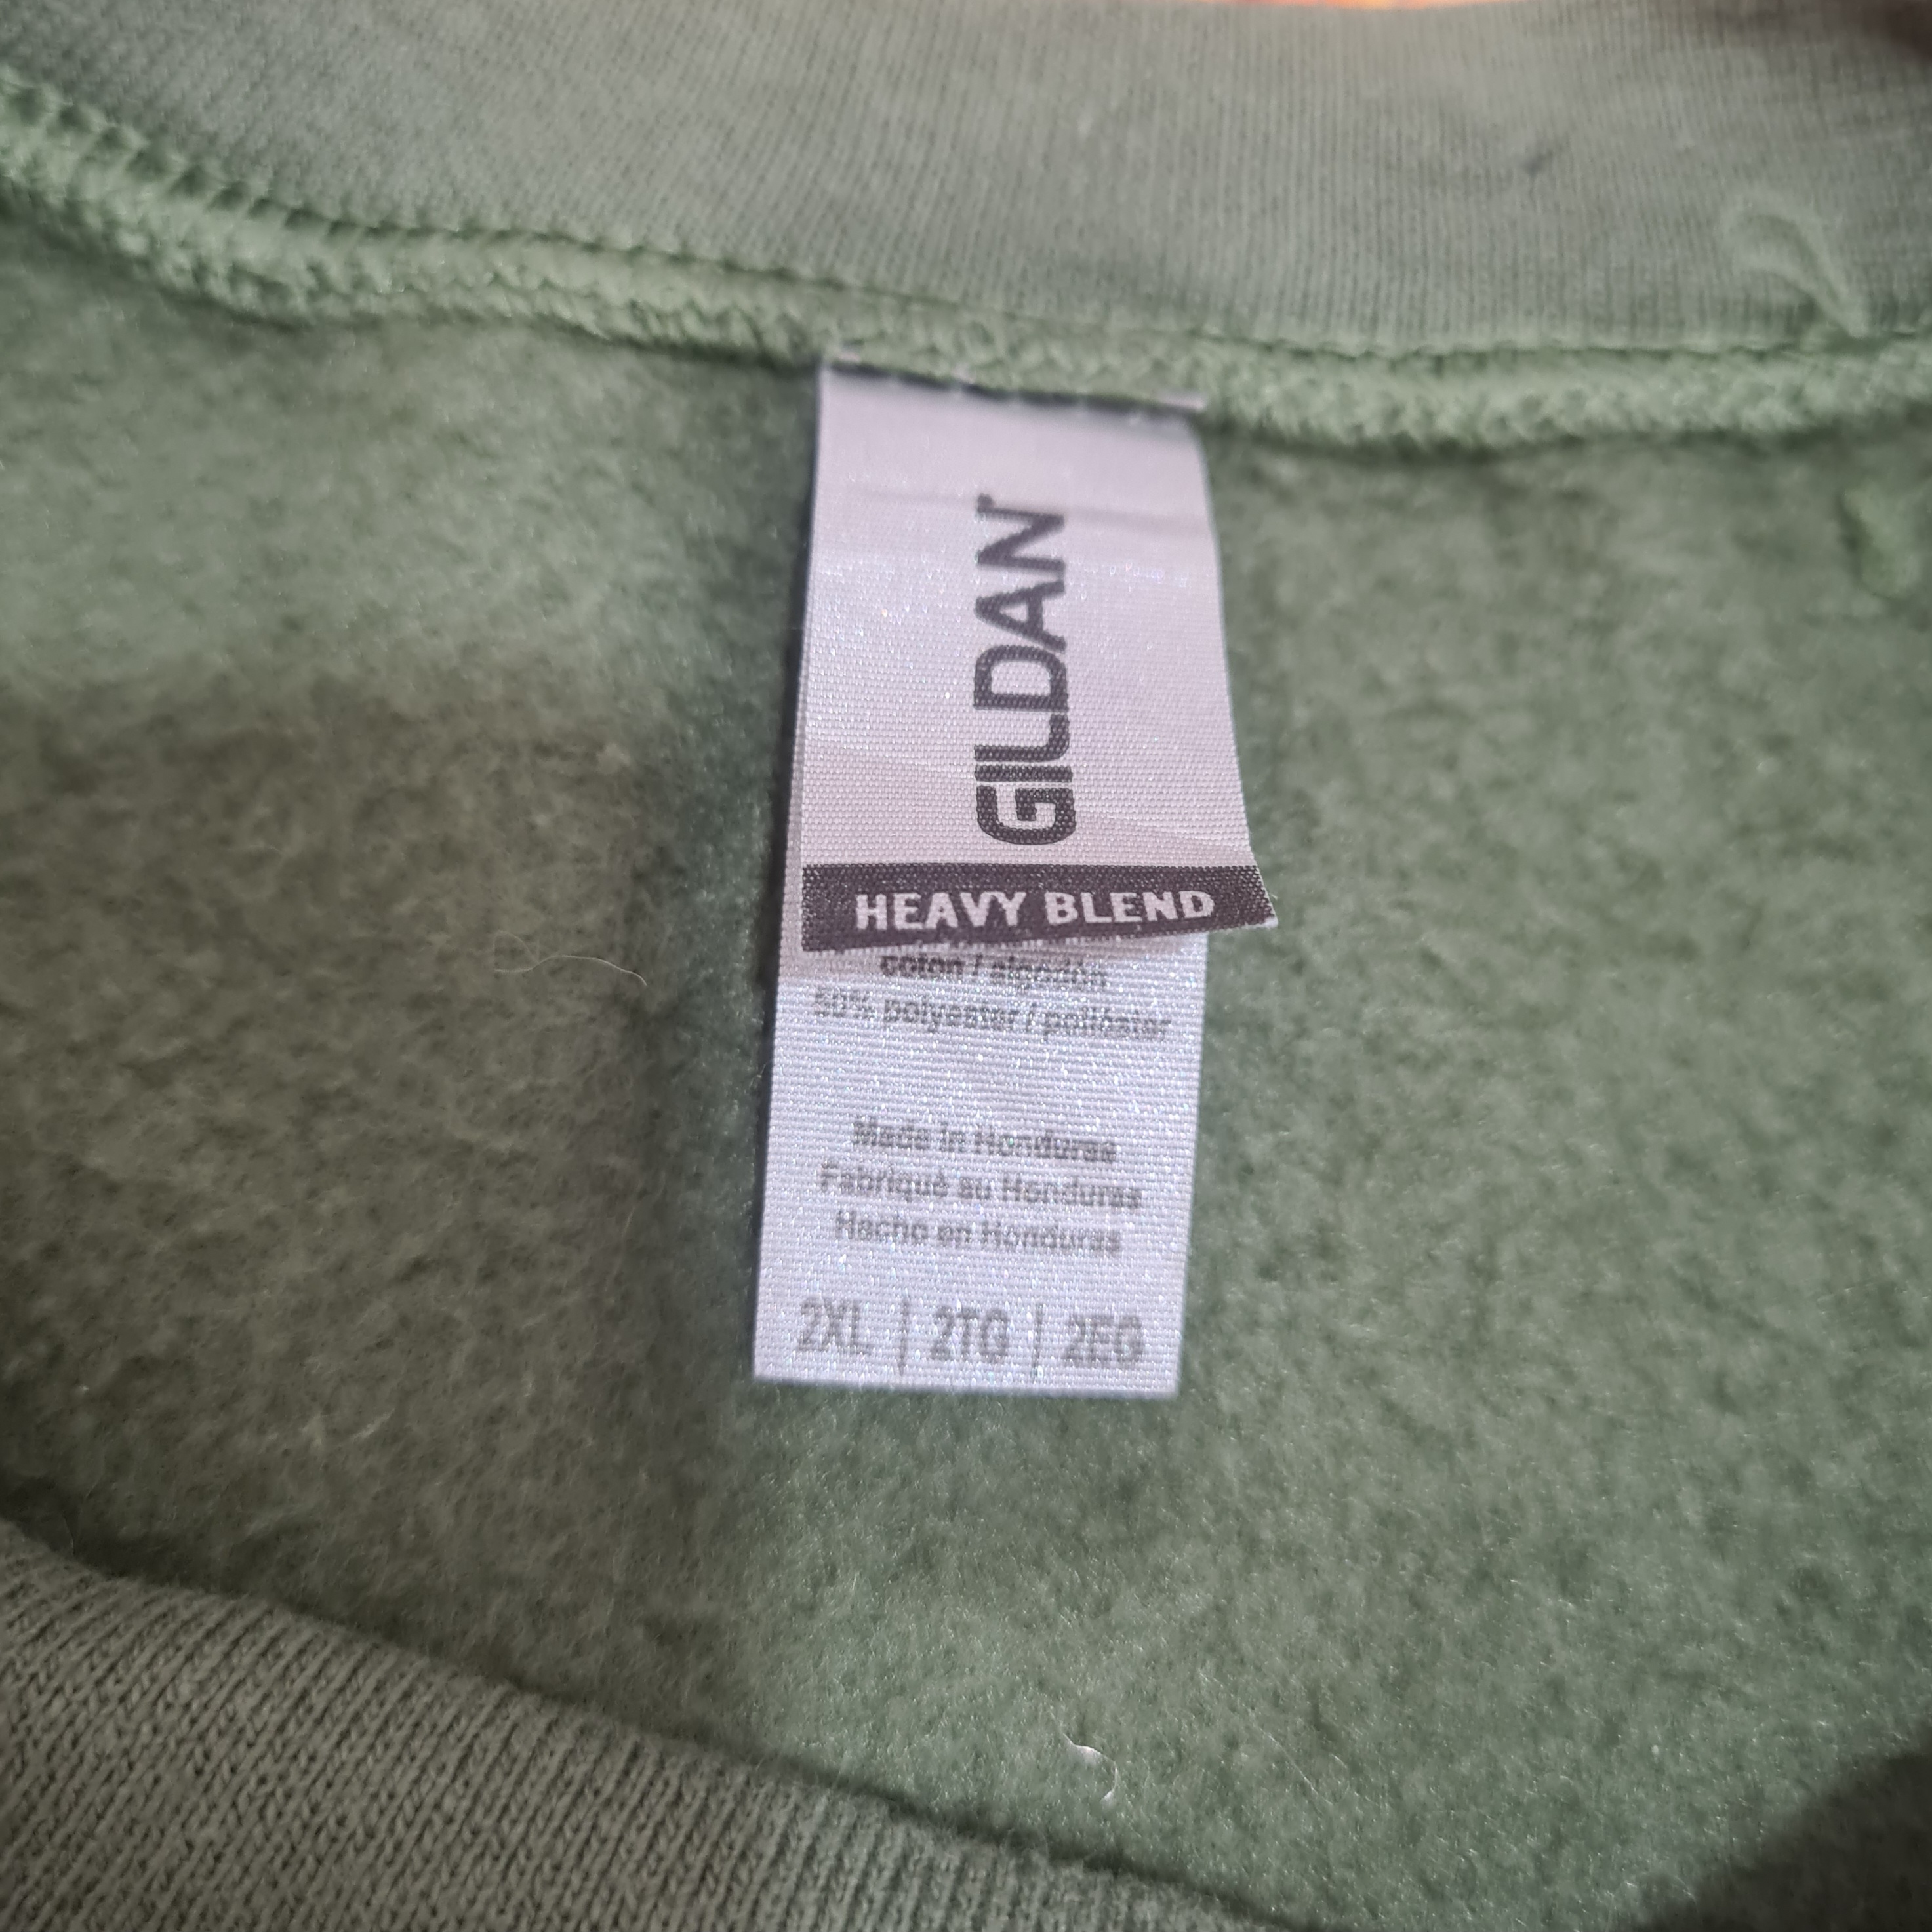 GILDAN
HEAVY BLEND
coton / algodón
50% polyester / poliéster
Made in Honduras
Fabriqué au Honduras
Hecho en Honduras
2XL | 2TG | 2EG